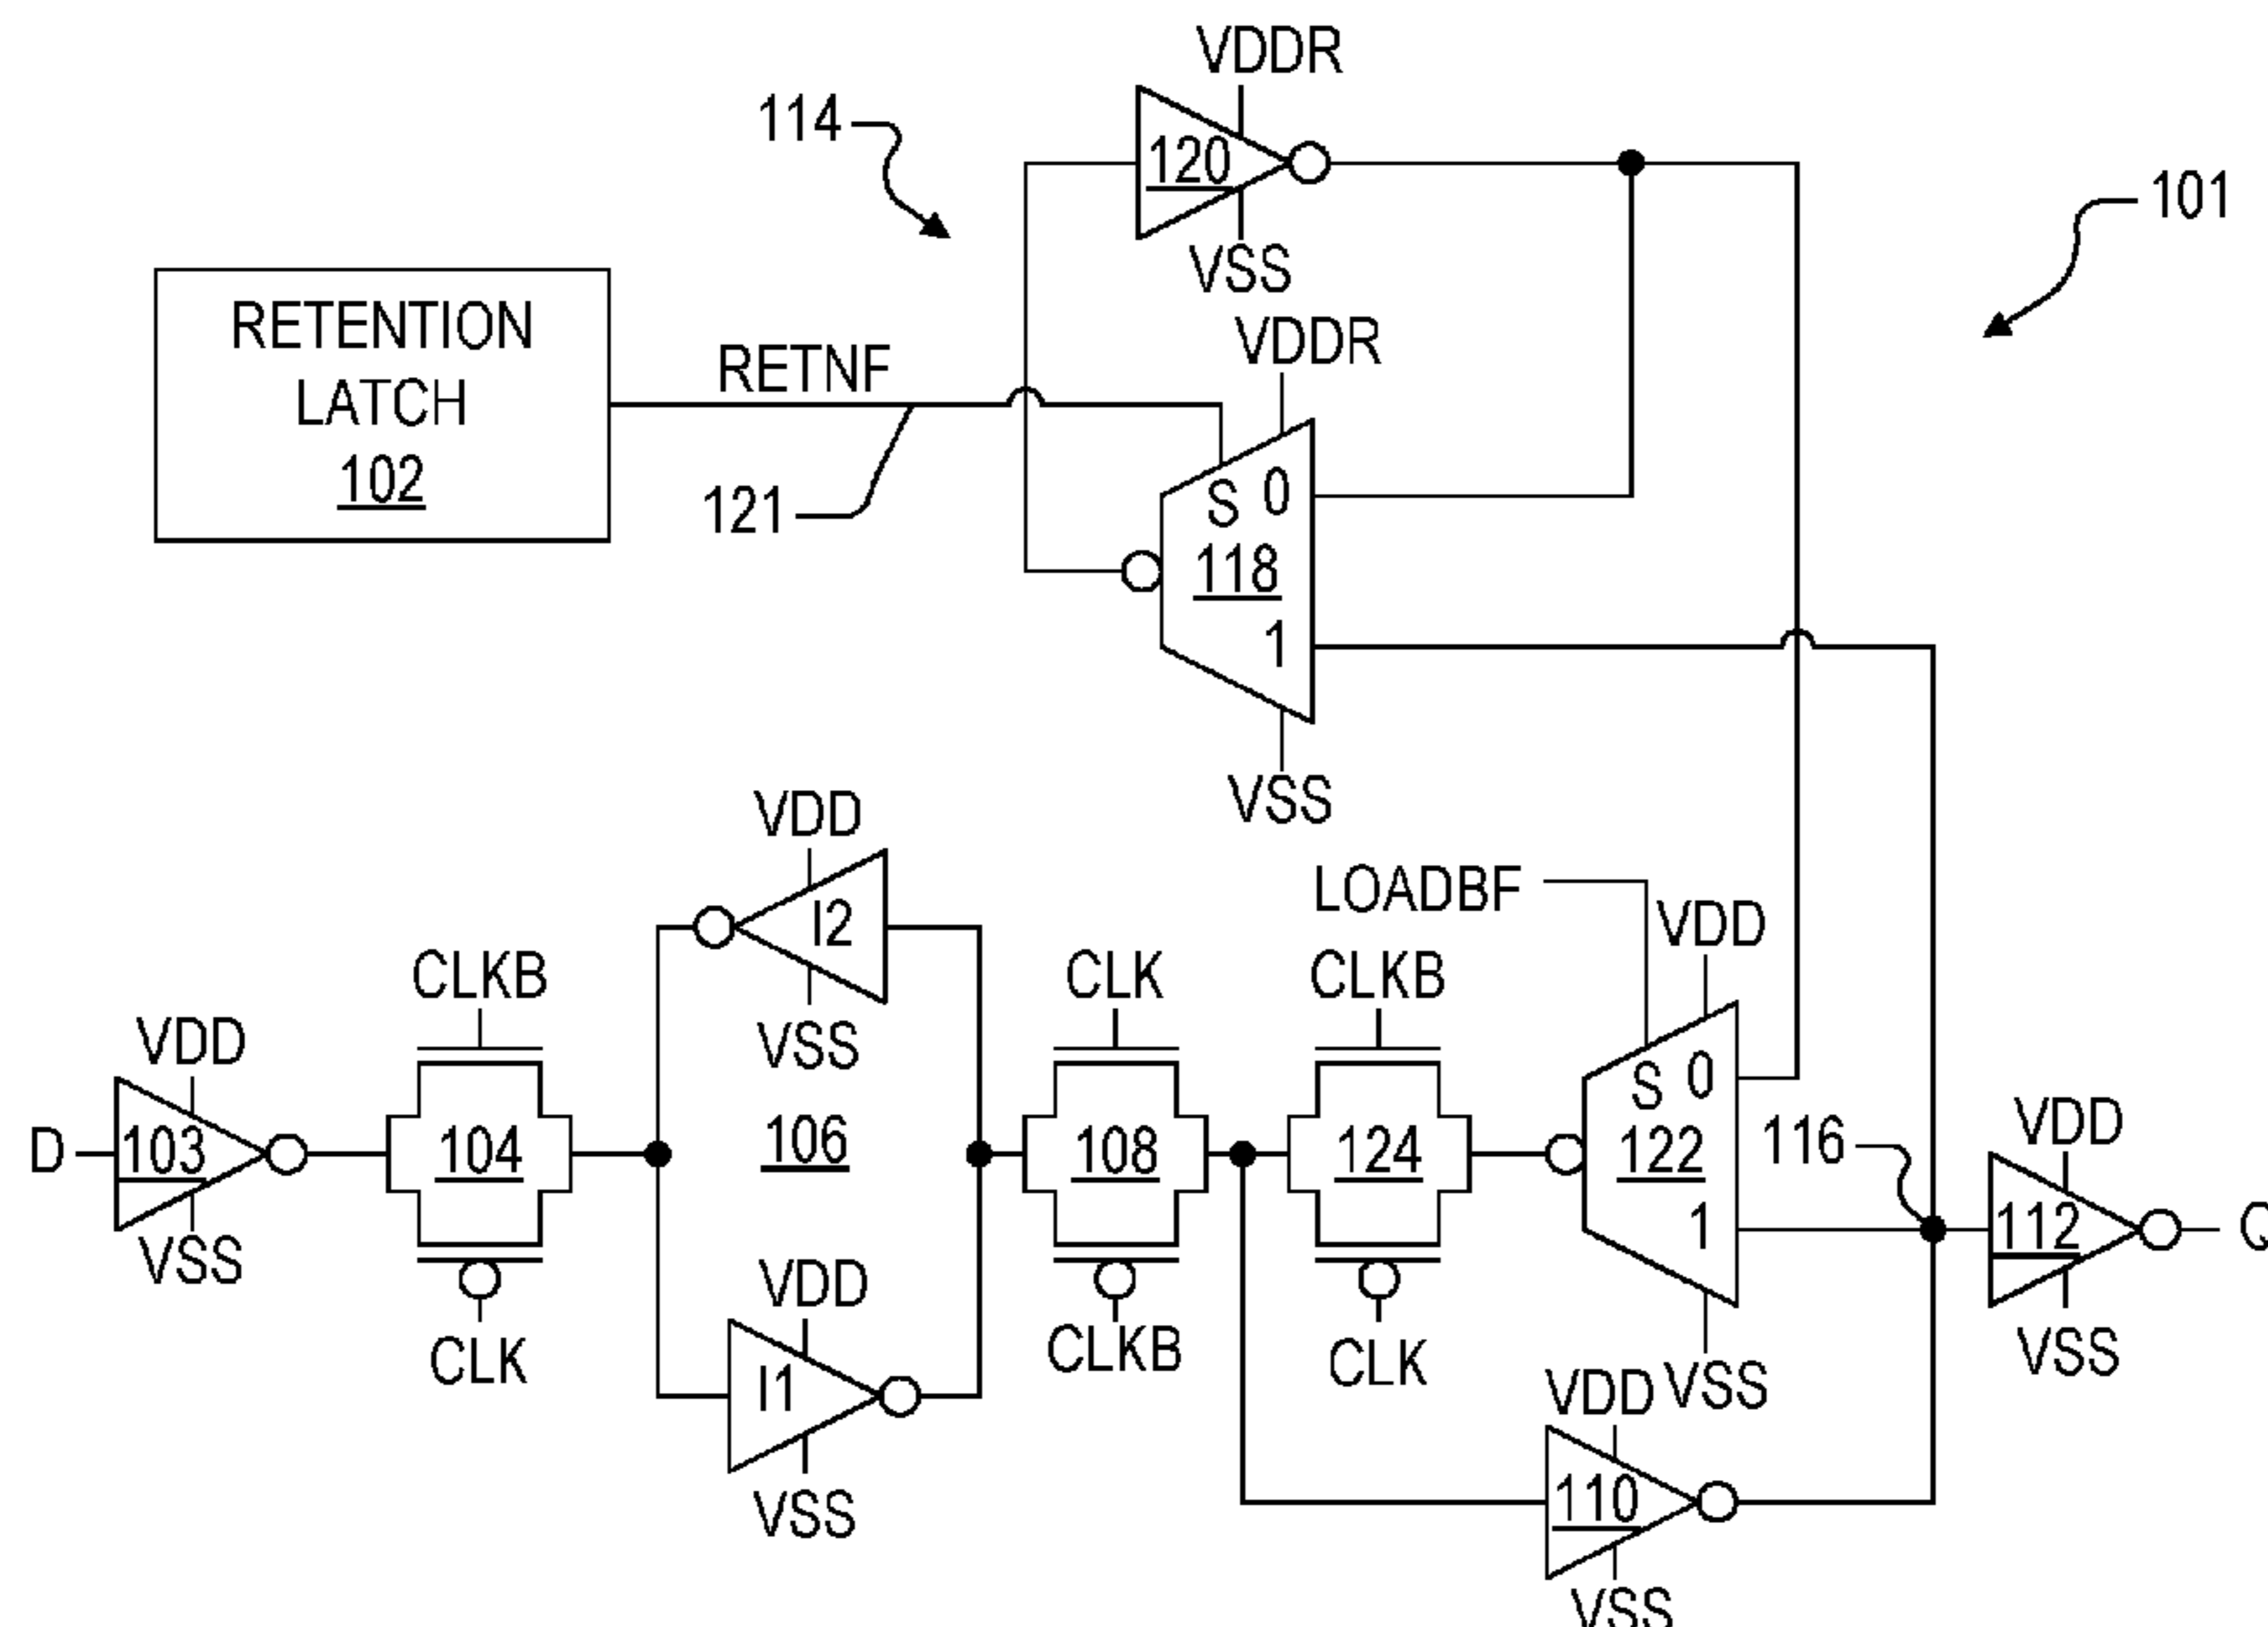 VDDR
114
120
101
VSS
RETENTION
LATCH
102
RETNF
VDDR
121
S 0
118
1
VSS
VDD
I2
VSS
LOADBF
VDD
CLKB
CLK
CLKB
VDD
D
103
VSS
104
CLK
106
108
CLKB
124
CLK
S 0
122
1
VSS
116
VDD
112
VSS
Q
VDD
I1
VSS
VDD
110
VSS